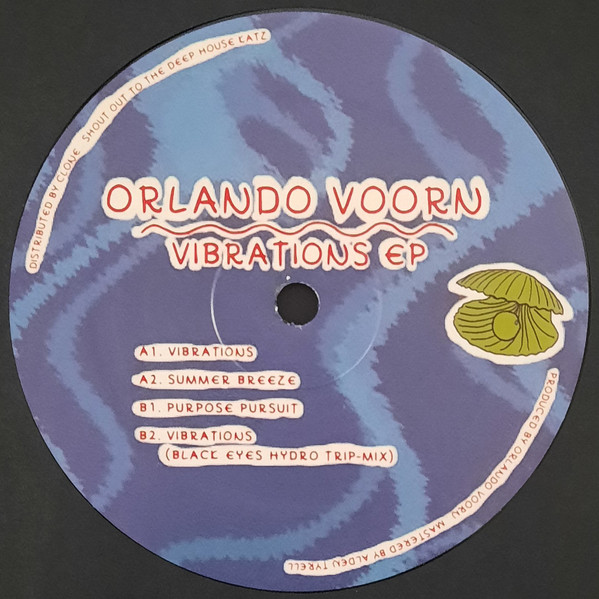 DISTRIBUTED BY CLONE SHOUT OUT TO THE DEEP HOUSE KATZ
ORLANDO VOORN
VIBRATIONS EP
A1. VIBRATIONS
A2. SUMMER BREEZE
B1. PURPOSE PURSUIT
B2. VIBRATIONS
(BLACK EYES HYDRO TRIP-MIX)
PRODUCED BY ORLANDO VOORN MASTERED BY ALDEN TYRELL